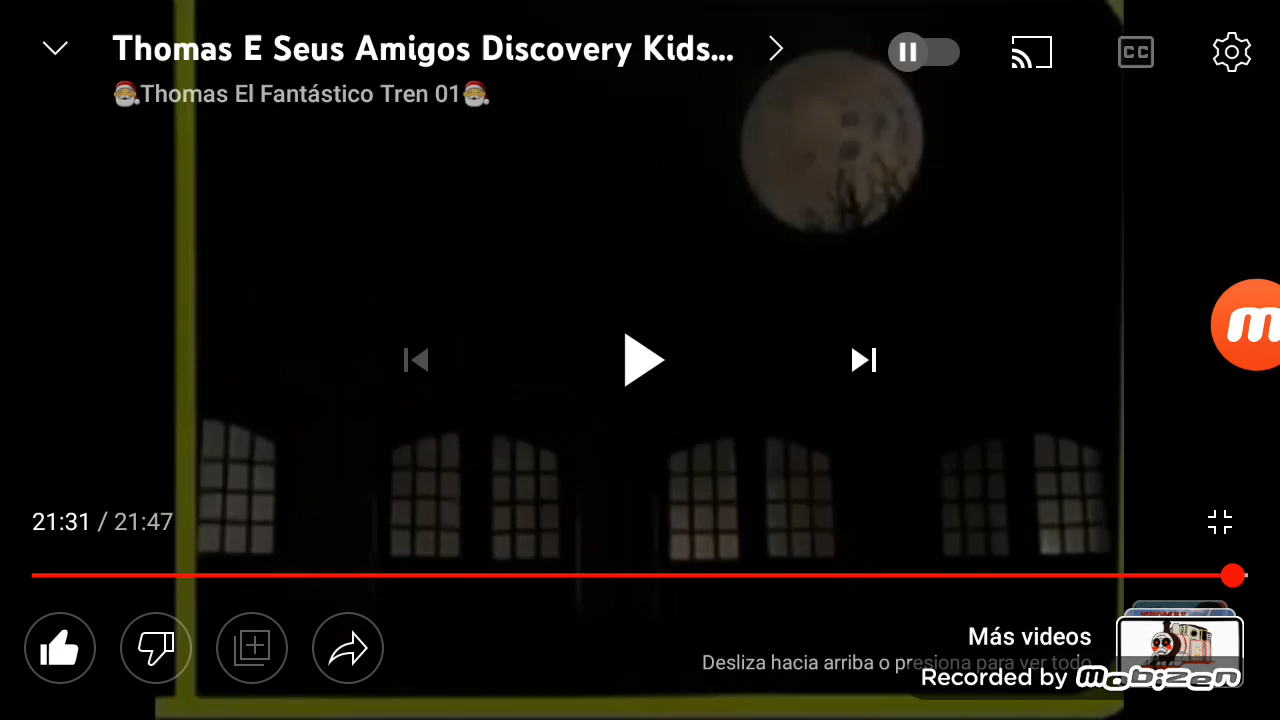 Thomas E Seus Amigos Discovery Kids...
🎅Thomas El Fantástico Tren 01🎅
CC
21:31 / 21:47
Más videos
Desliza hacia arriba o presiona para ver todo
Recorded by mobizen